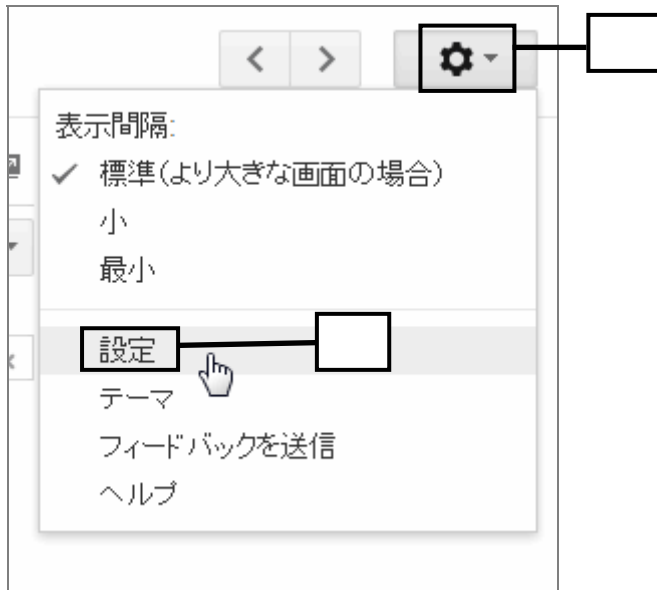 表示間隔:
標準(より大きな画面の場合)
小
最小
設定
テーマ
フィードバックを送信
ヘルプ